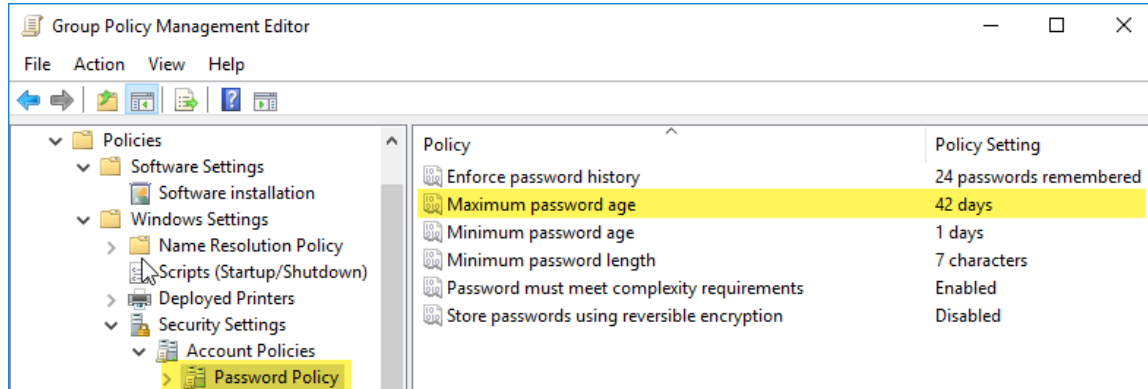 Group Policy Management Editor
File Action View Help
Policies
Software Settings
Software installation
Windows Settings
Name Resolution Policy
Scripts (Startup/Shutdown)
Deployed Printers
Security Settings
Account Policies
Password Policy
Policy Policy Setting
Enforce password history 24 passwords remembered
Maximum password age 42 days
Minimum password age 1 days
Minimum password length 7 characters
Password must meet complexity requirements Enabled
Store passwords using reversible encryption Disabled